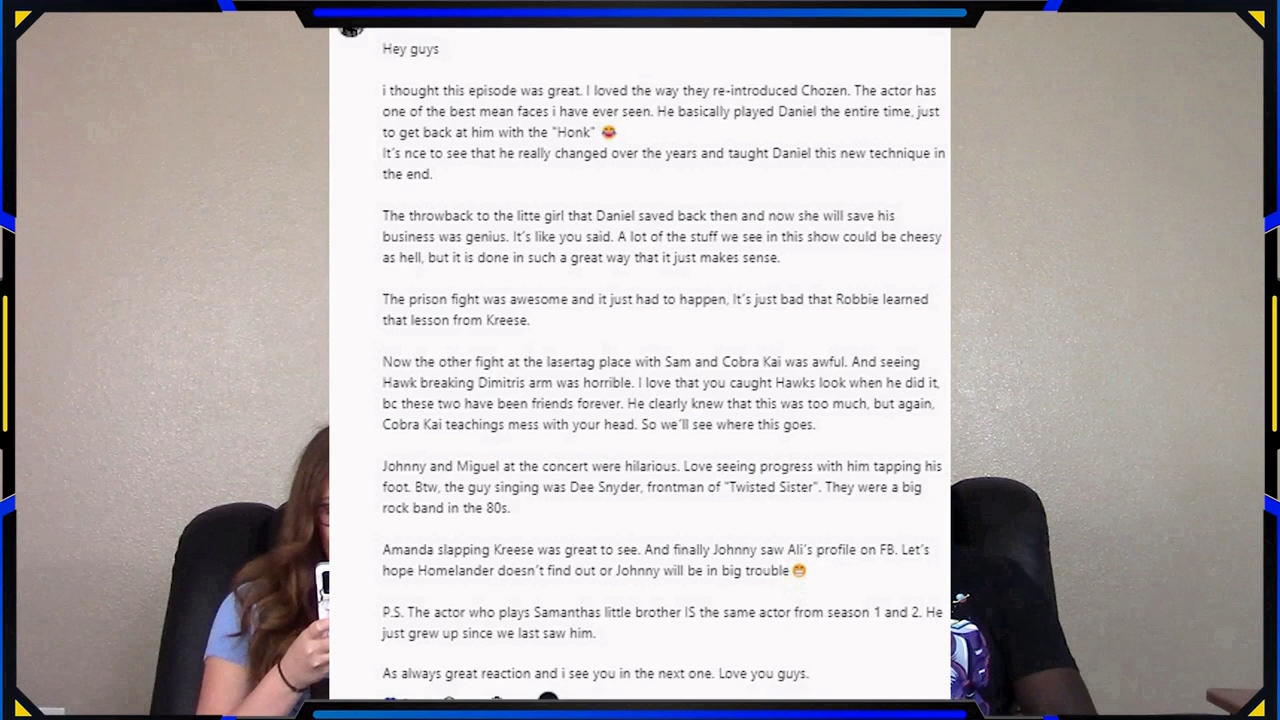 Hey guys
i thought this episode was great. I loved the way they re-introduced Chozen. The actor has
one of the best mean faces i have ever seen. He basically played Daniel the entire time, just
to get back at him with the "Honk" 😂
It´s nce to see that he really changed over the years and taught Daniel this new technique in
the end.
The throwback to the litte girl that Daniel saved back then and now she will save his
business was genius. It´s like you said. A lot of the stuff we see in this show could be cheesy
as hell, but it is done in such a great way that it just makes sense.
The prison fight was awesome and it just had to happen, It´s just bad that Robbie learned
that lesson from Kreese.
Now the other fight at the lasertag place with Sam and Cobra Kai was awful. And seeing
Hawk breaking Dimitris arm was horrible. I love that you caught Hawks look when he did it,
bc these two have been friends forever. He clearly knew that this was too much, but again,
Cobra Kai teachings mess with your head. So we´ll see where this goes.
Johnny and Miguel at the concert were hilarious. Love seeing progress with him tapping his
foot. Btw, the guy singing was Dee Snyder, frontman of "Twisted Sister". They were a big
rock band in the 80s.
Amanda slapping Kreese was great to see. And finally Johnny saw Ali´s profile on FB. Let´s
hope Homelander doesn´t find out or Johnny will be in big trouble😁
P.S. The actor who plays Samanthas little brother IS the same actor from season 1 and 2. He
just grew up since we last saw him.
As always great reaction and i see you in the next one. Love you guys.